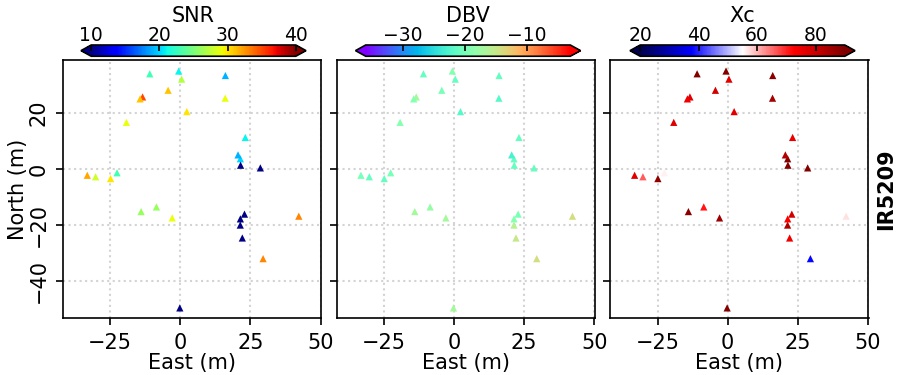 SNR DBV Xc
10 20 30 40 −30 −20 −10 20 40 60 80
North (m)
20
0
−20
−40
IR5209
−25 0 25 50 −25 0 25 50 −25 0 25 50
East (m) East (m) East (m)